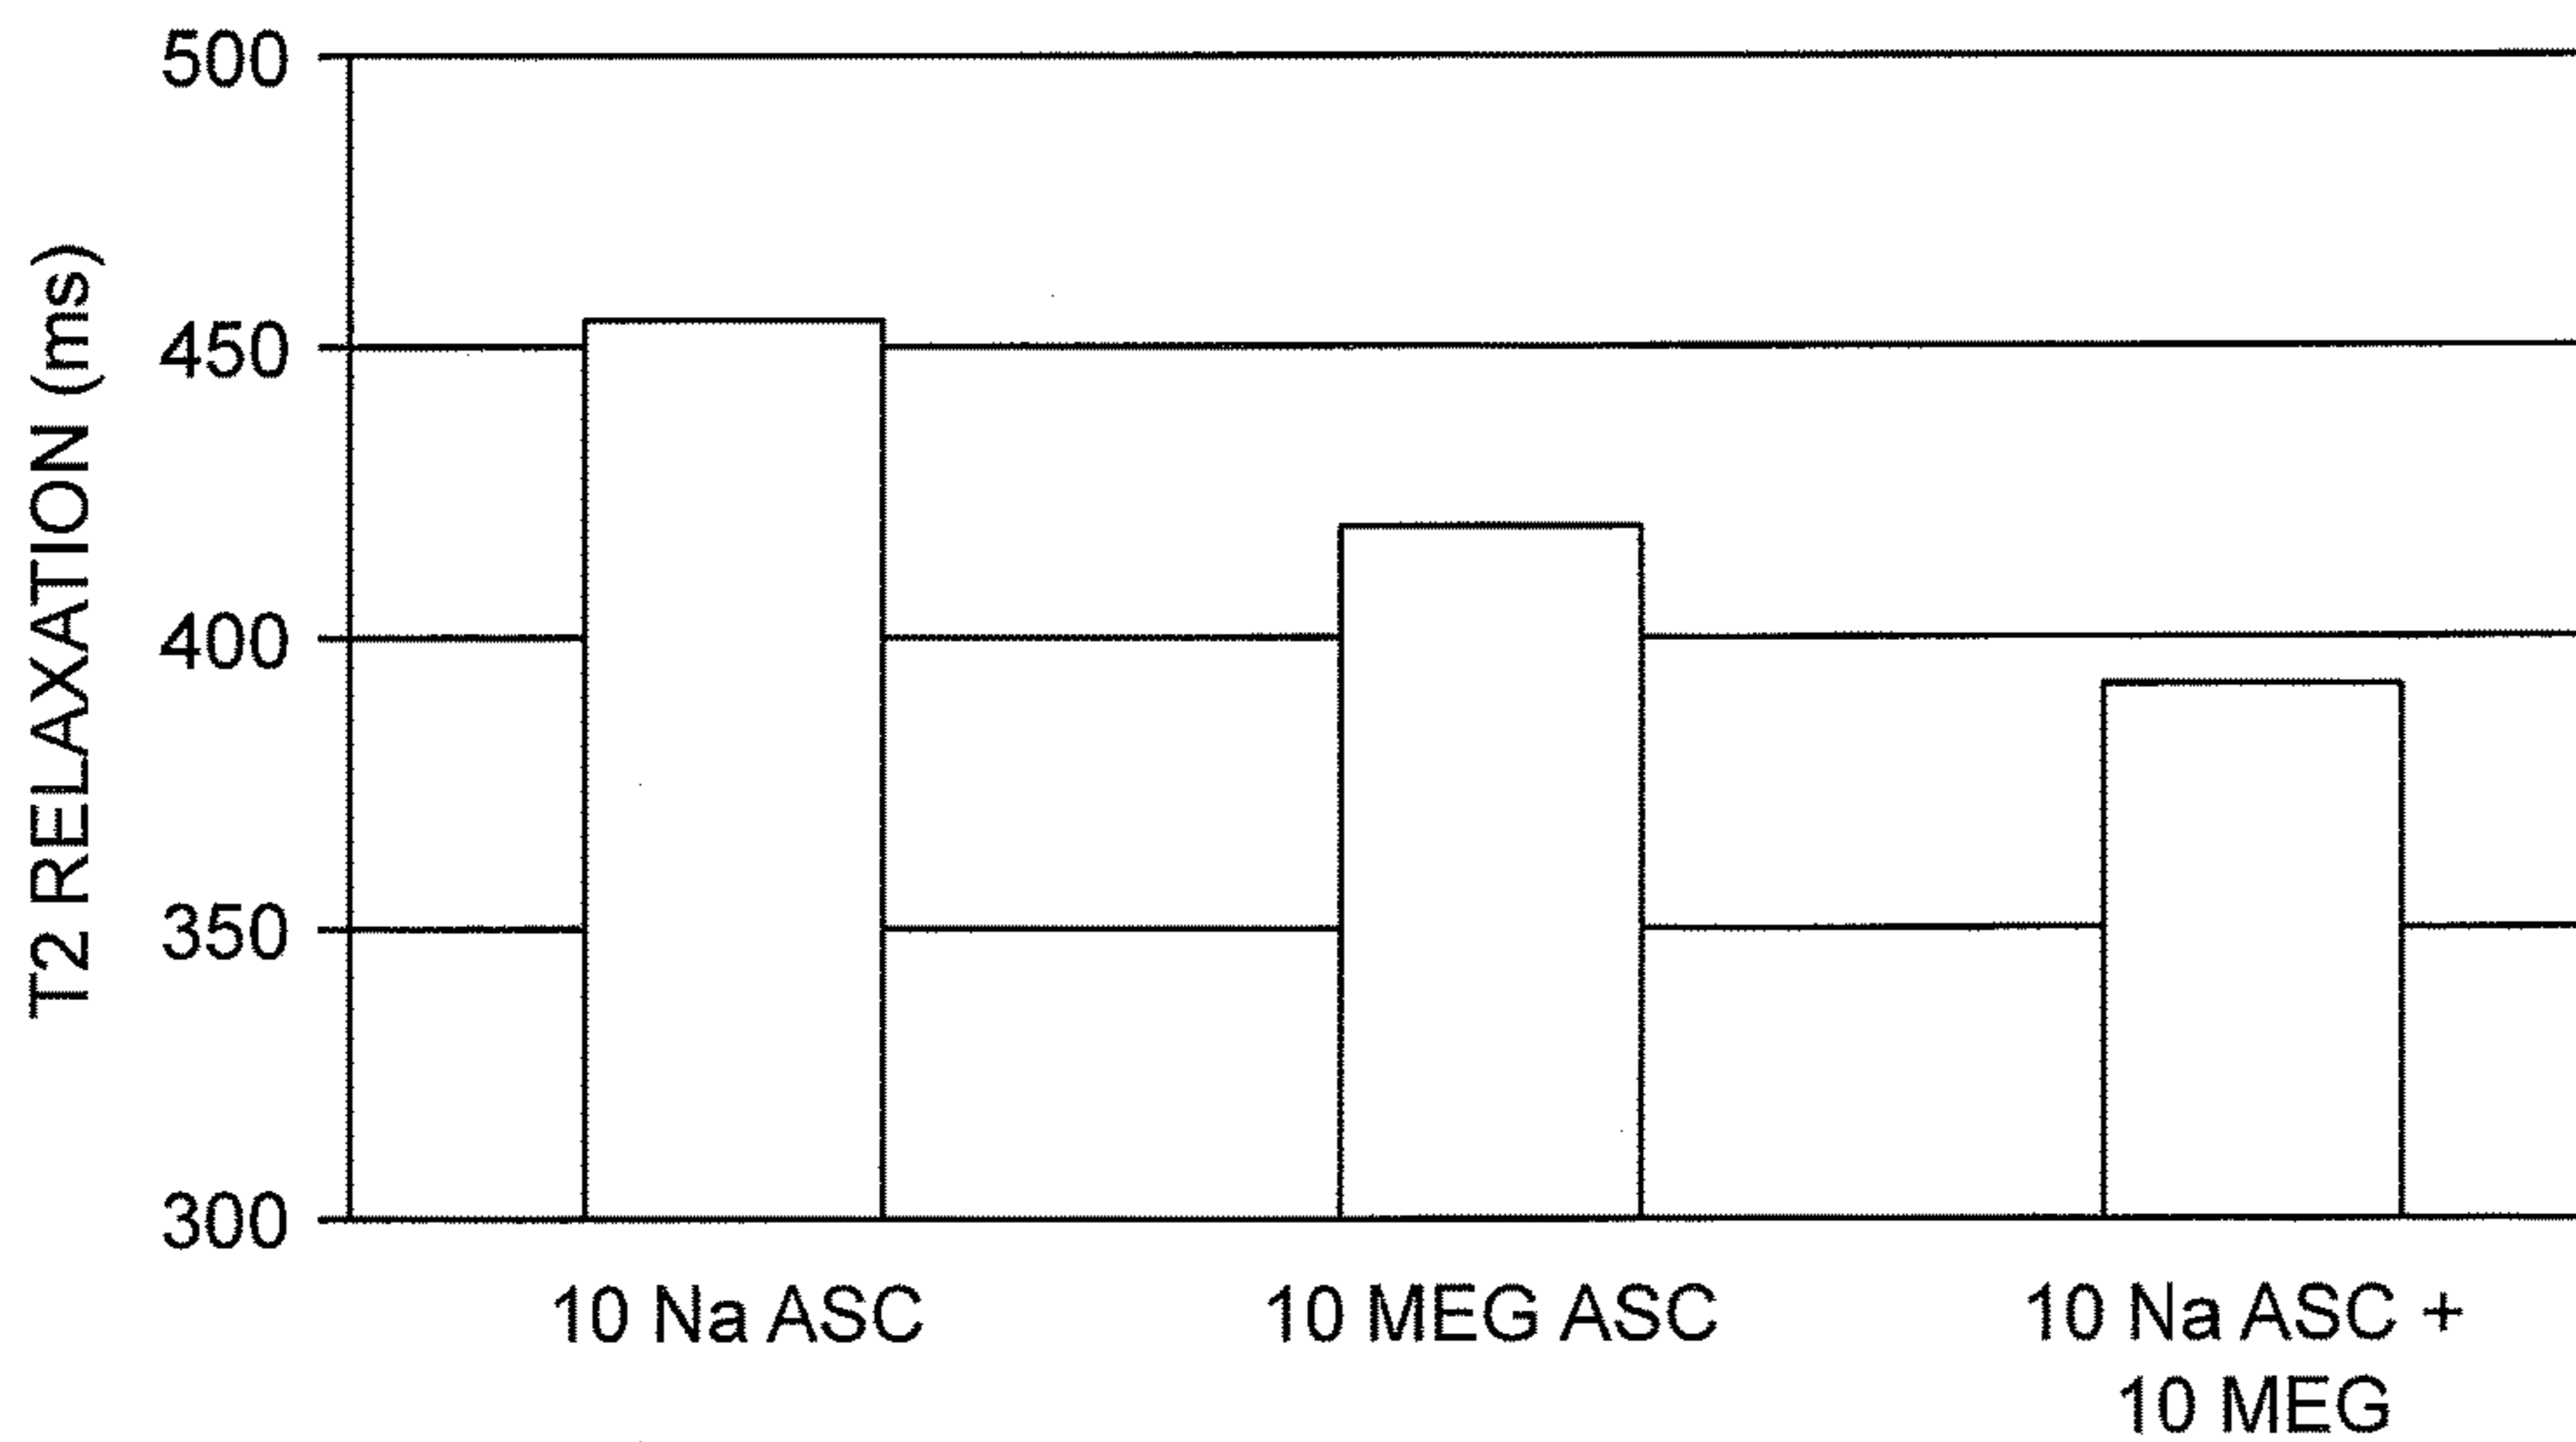 T2 RELAXATION (ms)
500
450
400
350
300
10 Na ASC
10 MEG ASC
10 Na ASC +
10 MEG